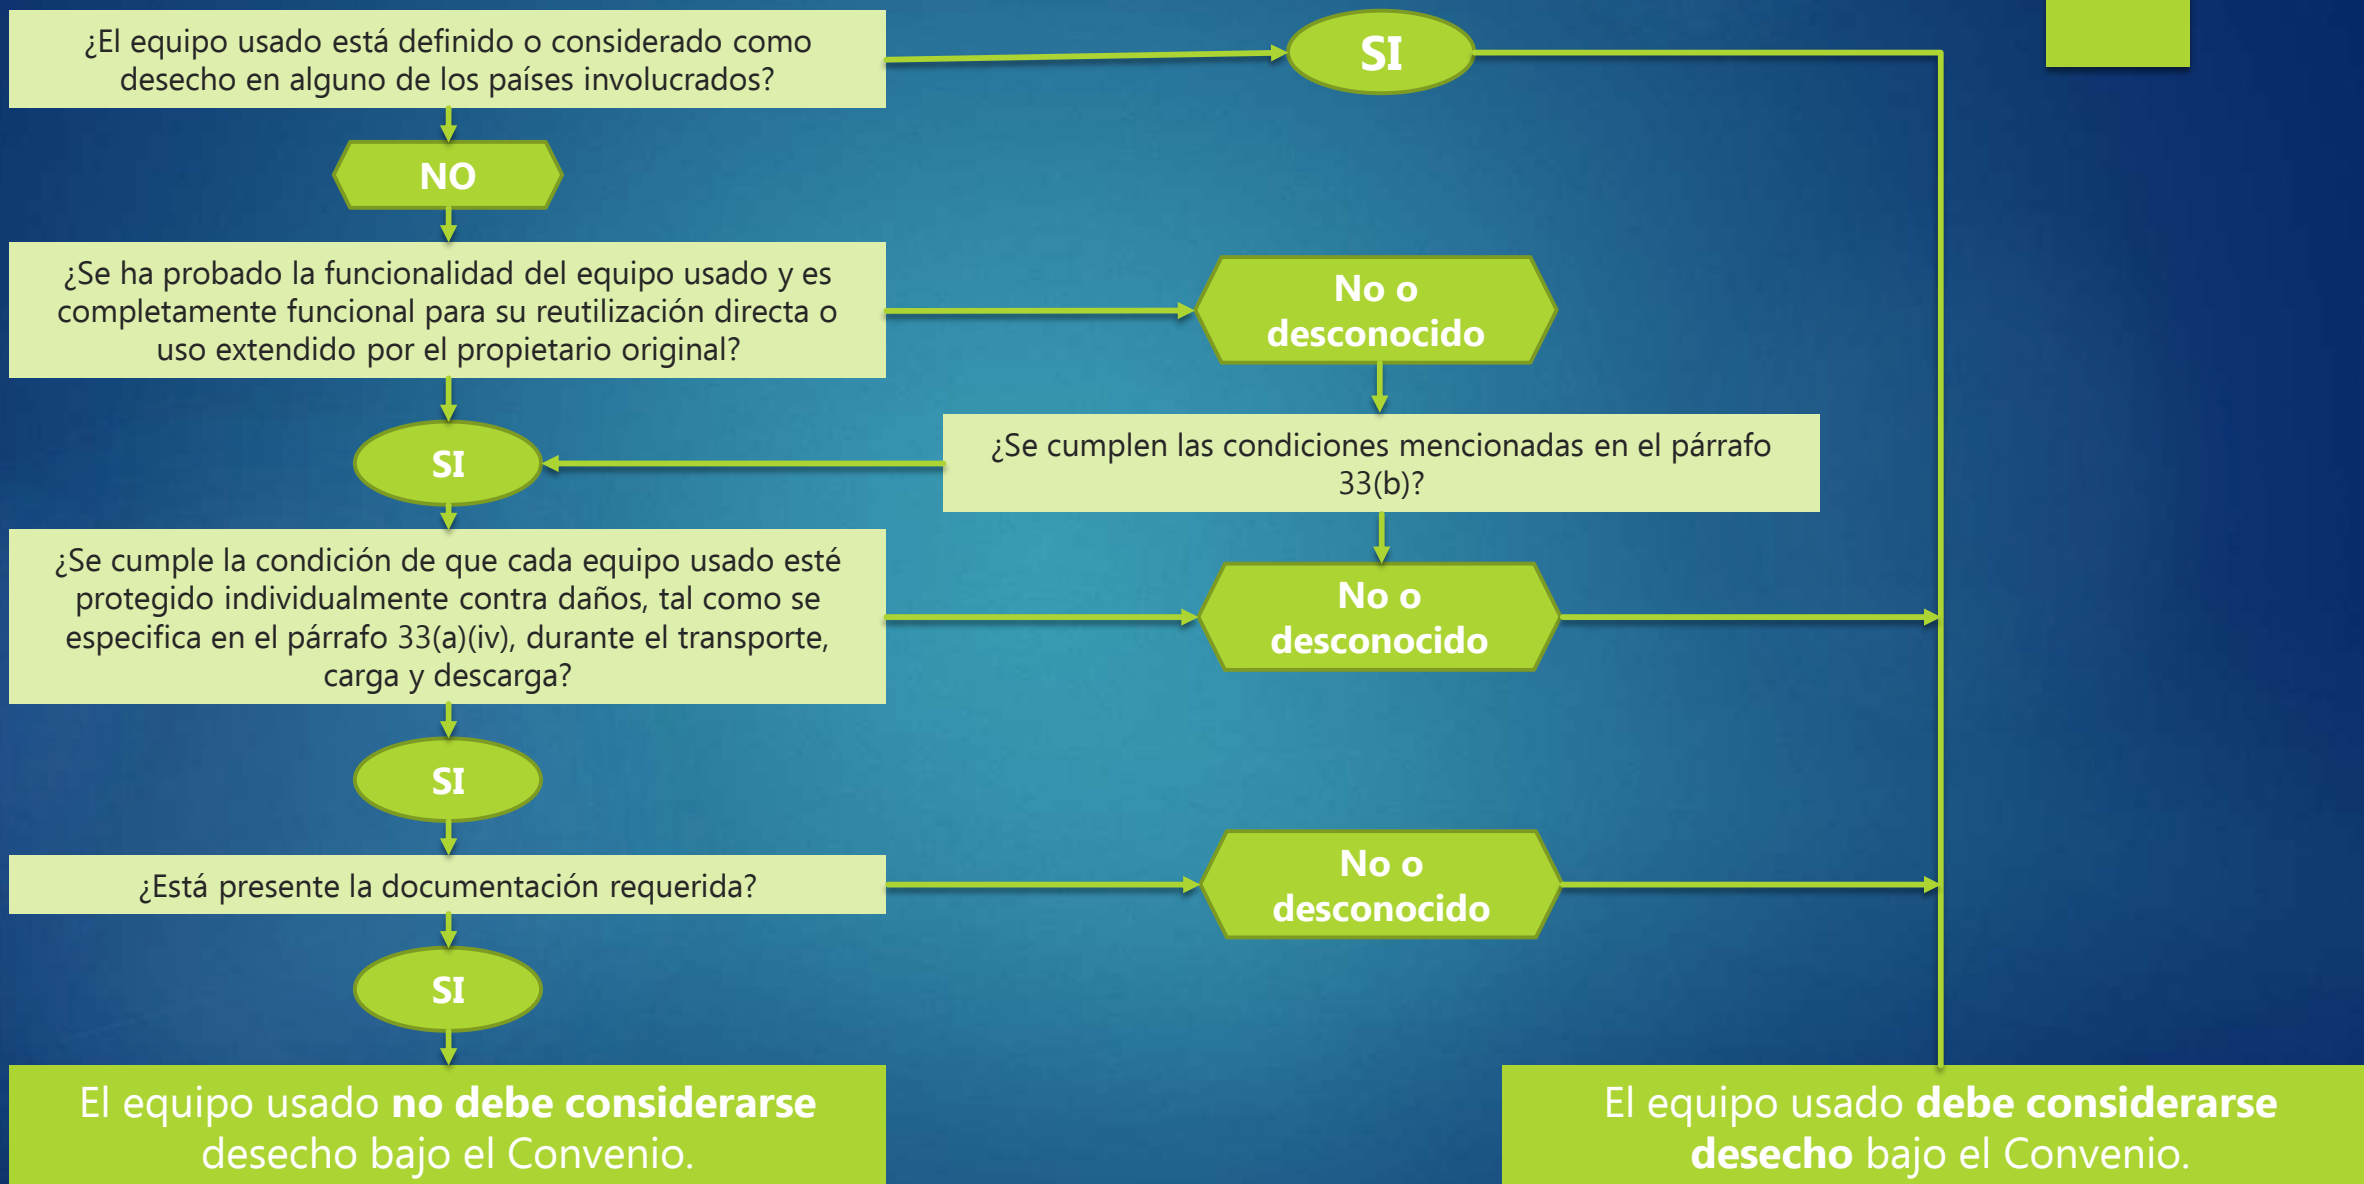 ¿El equipo usado está definido o considerado como
desecho en alguno de los países involucrados?
SI
NO
¿Se ha probado la funcionalidad del equipo usado y es
completamente funcional para su reutilización directa o
uso extendido por el propietario original?
No o
desconocido
SI
¿Se cumplen las condiciones mencionadas en el párrafo
33(b)?
¿Se cumple la condición de que cada equipo usado esté
protegido individualmente contra daños, tal como se
especifica en el párrafo 33(a)(iv), durante el transporte,
carga y descarga?
No o
desconocido
SI
¿Está presente la documentación requerida?
No o
desconocido
SI
El equipo usado no debe considerarse
desecho bajo el Convenio.
El equipo usado debe considerarse
desecho bajo el Convenio.